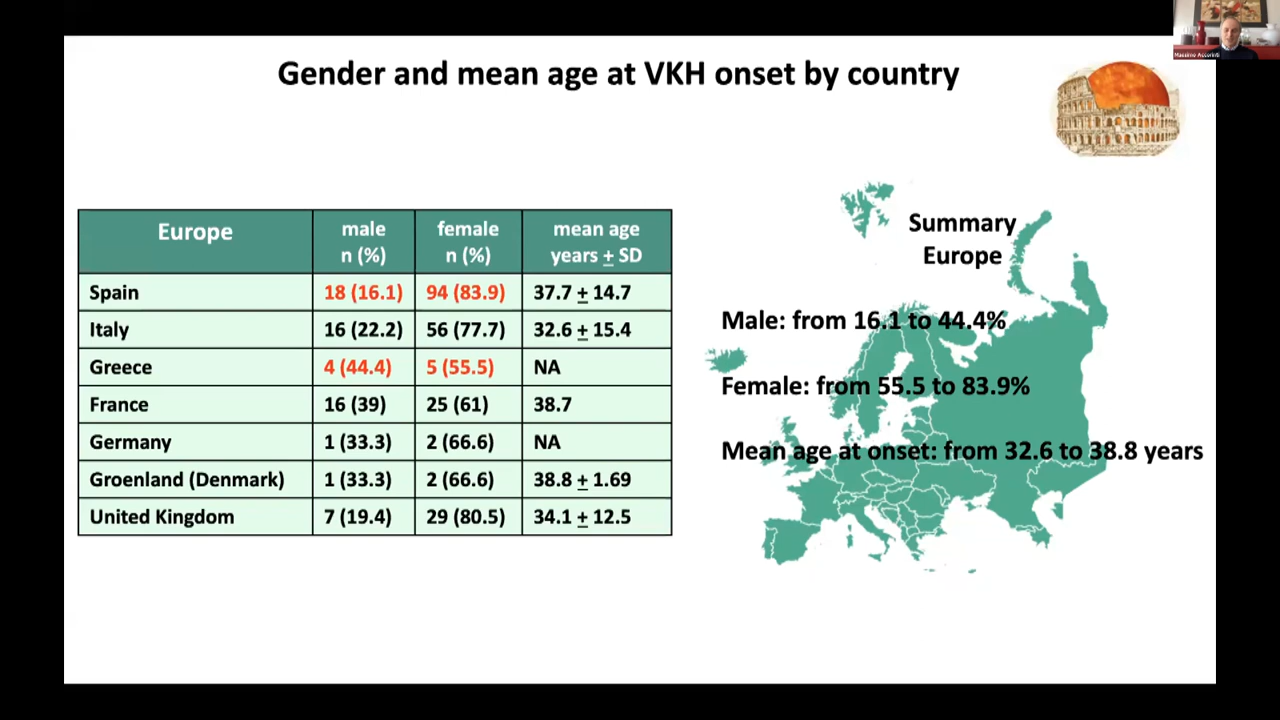 Massimo Accorinti
Gender and mean age at VKH onset by country
Europe male female mean age
n (%) n (%) years ± SD
Spain 18 (16.1) 94 (83.9) 37.7 ± 14.7
Italy 16 (22.2) 56 (77.7) 32.6 ± 15.4
Greece 4 (44.4) 5 (55.5) NA
France 16 (39) 25 (61) 38.7
Germany 1 (33.3) 2 (66.6) NA
Groenland (Denmark) 1 (33.3) 2 (66.6) 38.8 ± 1.69
United Kingdom 7 (19.4) 29 (80.5) 34.1 ± 12.5
Summary
Europe
Male: from 16.1 to 44.4%
Female: from 55.5 to 83.9%
Mean age at onset: from 32.6 to 38.8 years